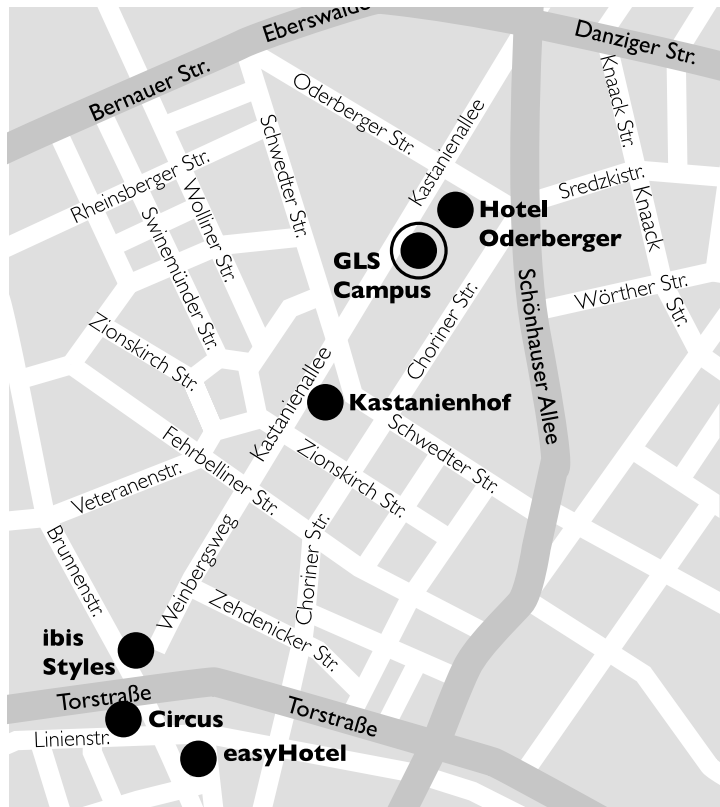 Eberswalde
Danziger Str.
Bernauer Str.
Knaack Str.
Oderberger Str.
Kastanienallee
Schwedter Str.
Rheinsberger Str.
Sredzkistr.
Wolliner Str.
Knaack
Str.
Swinemünder Str.
Hotel
Oderberger
GLS
Campus
Schönhauser Allee
Wörther Str.
Choriner Str.
Zionskirch Str.
Kastanienallee
Kastanienhof
Schwedter Str.
Fehrbelliner Str.
Zionskirch Str.
Veteranenstr.
Brunnenstr.
Weinbergsweg
Choriner Str.
Zehdenicker Str.
ibis
Styles
Torstraße
Torstraße
Circus
Linienstr.
easyHotel